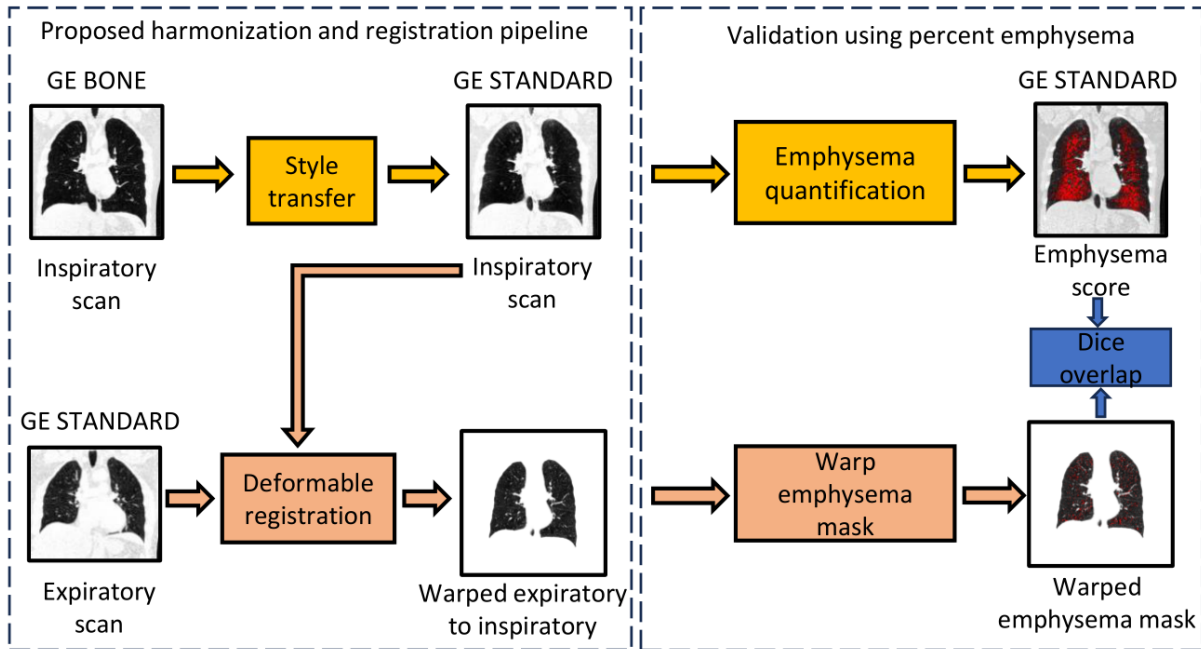 Proposed harmonization and registration pipeline
GE BONE
GE STANDARD
Style
transfer
Inspiratory
scan
Inspiratory
scan
GE STANDARD
Deformable
registration
Expiratory
scan
Warped expiratory
to inspiratory
Validation using percent emphysema
GE STANDARD
Emphysema
quantification
Emphysema
score
Dice
overlap
Warp
emphysema
mask
Warped
emphysema mask